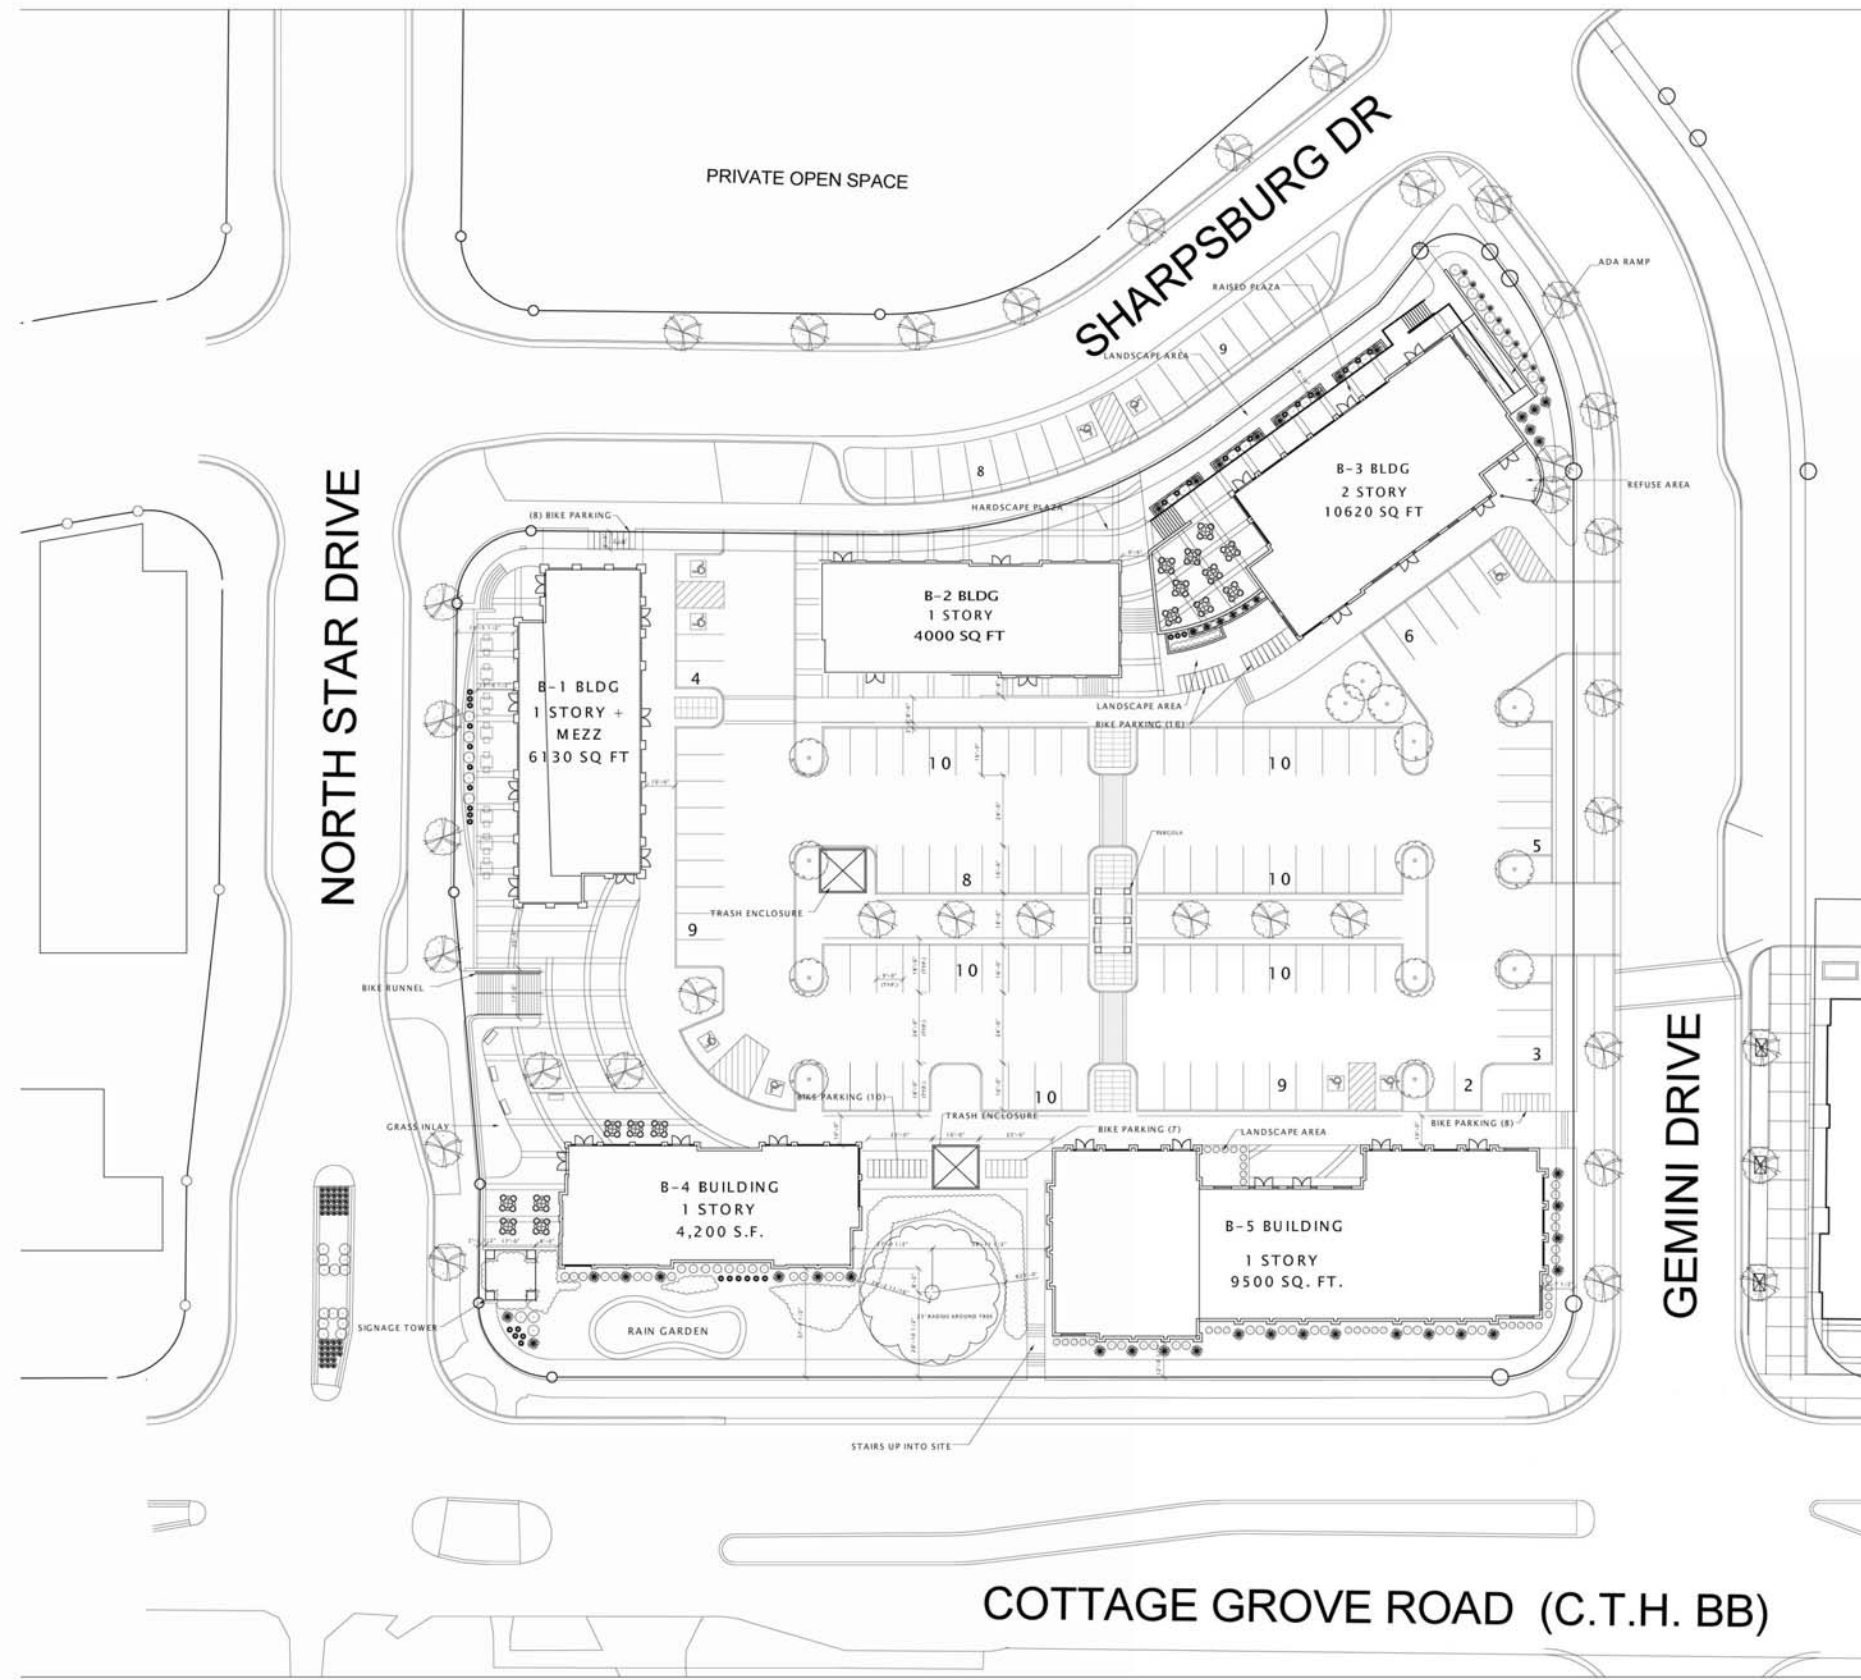 PRIVATE OPEN SPACE
SHARPSBURG DR
ADA RAMP
RAISED PLAZA
LANDSCAPE AREA
9
8
B-3 BLDG
2 STORY
10620 SQ FT
REFUSE AREA
HARDSCAPE PLAZA
(8) BIKE PARKING
NORTH STAR DRIVE
B-2 BLDG
1 STORY
4000 SQ FT
6
B-1 BLDG
1 STORY +
MEZZ
6130 SQ FT
4
LANDSCAPE AREA
BIKE PARKING (16)
10
10
PERGOLA
5
8
10
TRASH ENCLOSURE
9
10
10
BIKE RUNNEL
3
9
2
10
BIKE PARKING (10)
TRASH ENCLOSURE
BIKE PARKING (7)
LANDSCAPE AREA
BIKE PARKING (8)
GRASS INLAY
GEMINI DRIVE
B-4 BUILDING
1 STORY
4,200 S.F.
B-5 BUILDING
1 STORY
9500 SQ. FT.
SIGNAGE TOWER
RAIN GARDEN
25' RADIUS AROUND TREE
STAIRS UP INTO SITE
COTTAGE GROVE ROAD (C.T.H. BB)